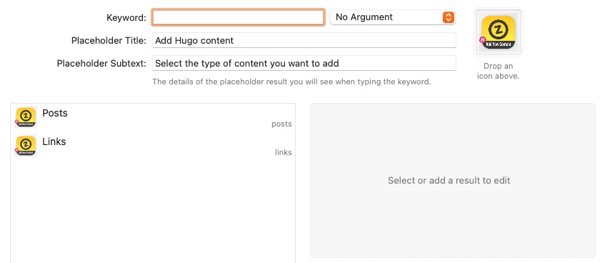 Keyword:
No Argument
Placeholder Title: Add Hugo content
Placeholder Subtext: Select the type of content you want to add
The details of the placeholder result you will see when typing the keyword.
Drop an
icon above.
Posts
posts
Links
links
Select or add a result to edit